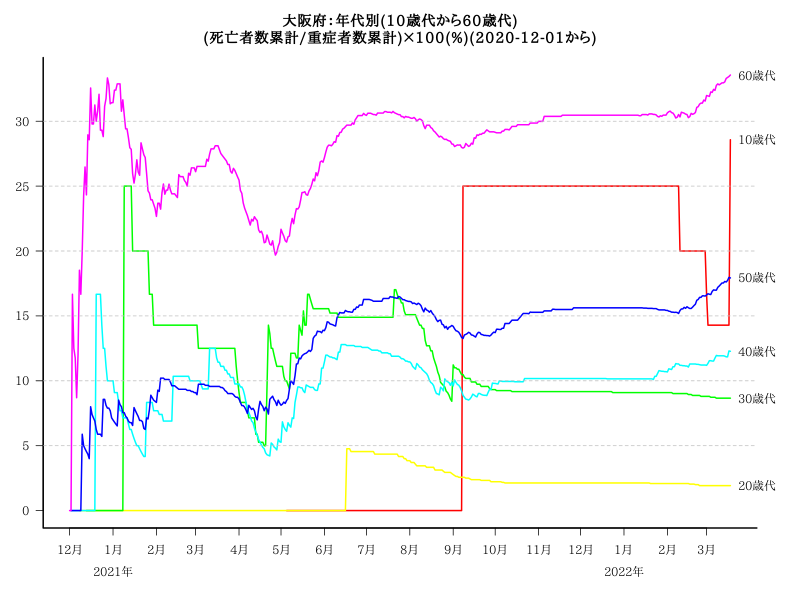 大阪府:年代別(10歳代から60歳代)
(死亡者数累計/重症者数累計)×100(%)(2020-12-01から)
60歳代
10歳代
50歳代
40歳代
30歳代
20歳代
30
25
20
15
10
5
0
12月 1月 2月 3月 4月 5月 6月 7月 8月 9月 10月 11月 12月 1月 2月 3月
2021年 2022年